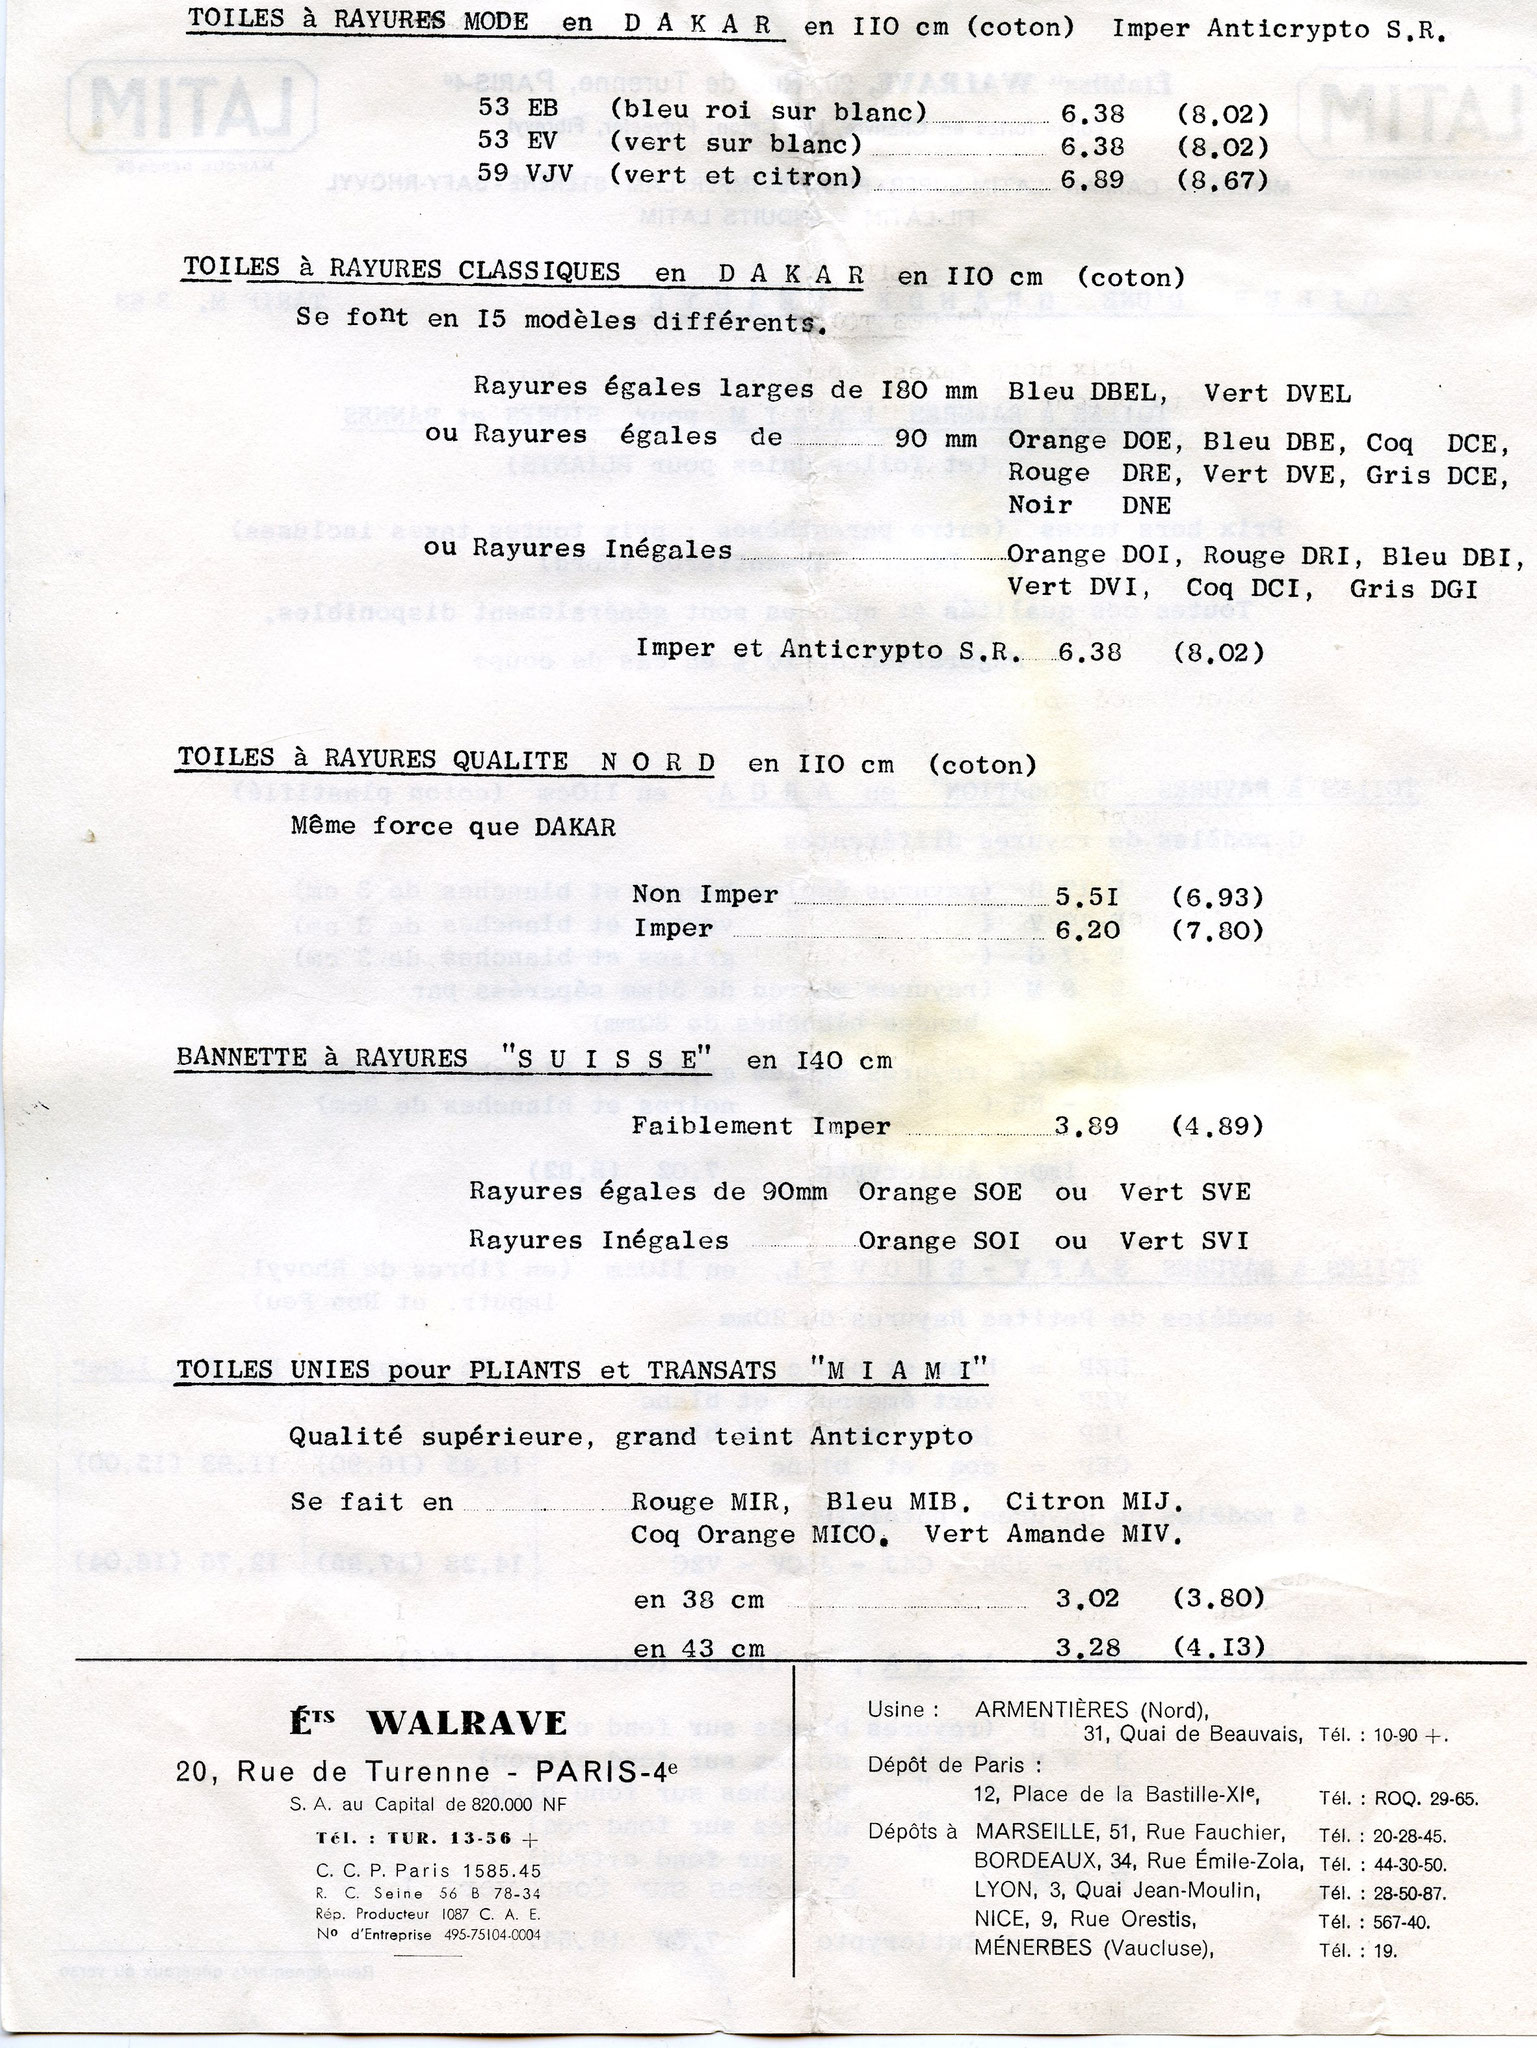 TOILES à RAYURES MODE en D A K A R en IIO cm (coton) Imper Anticrypto S.R.
53 EB (bleu roi sur blanc) 6.38 (8.02)
53 EV (vert sur blanc) 6.38 (8.02)
59 VJV (vert et citron) 6.89 (8.67)
TOILES à RAYURES CLASSIQUES en D A K A R en IIO cm (coton)
Se font en I5 modèles différents.
Rayures égales larges de I80 mm Bleu DBEL, Vert DVEL
ou Rayures égales de 90 mm Orange DOE, Bleu DBE, Coq DCE,
Rouge DRE, Vert DVE, Gris DCE,
Noir DNE
ou Rayures Inégales Orange DOI, Rouge DRI, Bleu DBI,
Vert DVI, Coq DCI, Gris DGI
Imper et Anticrypto S.R. 6.38 (8.02)
TOILES à RAYURES QUALITE N O R D en IIO cm (coton)
Même force que DAKAR
Non Imper 5.5I (6.93)
Imper 6.20 (7.80)
BANNETTE à RAYURES "S U I S S E" en I40 cm
Faiblement Imper 3.89 (4.89)
Rayures égales de 90mm Orange SOE ou Vert SVE
Rayures Inégales Orange SOI ou Vert SVI
TOILES UNIES pour PLIANTS et TRANSATS "M I A M I"
Qualité supérieure, grand teint Anticrypto
Se fait en Rouge MIR, Bleu MIB. Citron MIJ.
Coq Orange MICO. Vert Amande MIV.
en 38 cm 3.02 (3.80)
en 43 cm 3.28 (4.I3)
ÉTS WALRAVE
20, Rue de Turenne - PARIS-4e
S. A. au Capital de 820.000 NF
Tél. : TUR. 13-56 +
C. C. P. Paris 1585.45
R. C. Seine 56 B 78-34
Rép. Producteur 1087 C. A. E.
No d'Entreprise 495-75104-0004
Usine : ARMENTIÈRES (Nord),
31, Quai de Beauvais, Tél. : 10-90 +.
Dépôt de Paris :
12, Place de la Bastille-XIe, Tél. : ROQ. 29-65.
Dépôts à MARSEILLE, 51, Rue Fauchier, Tél. : 20-28-45.
BORDEAUX, 34, Rue Émile-Zola, Tél. : 44-30-50.
LYON, 3, Quai Jean-Moulin, Tél. : 28-50-87.
NICE, 9, Rue Orestis, Tél. : 567-40.
MÉNERBES (Vaucluse), Tél. : 19.